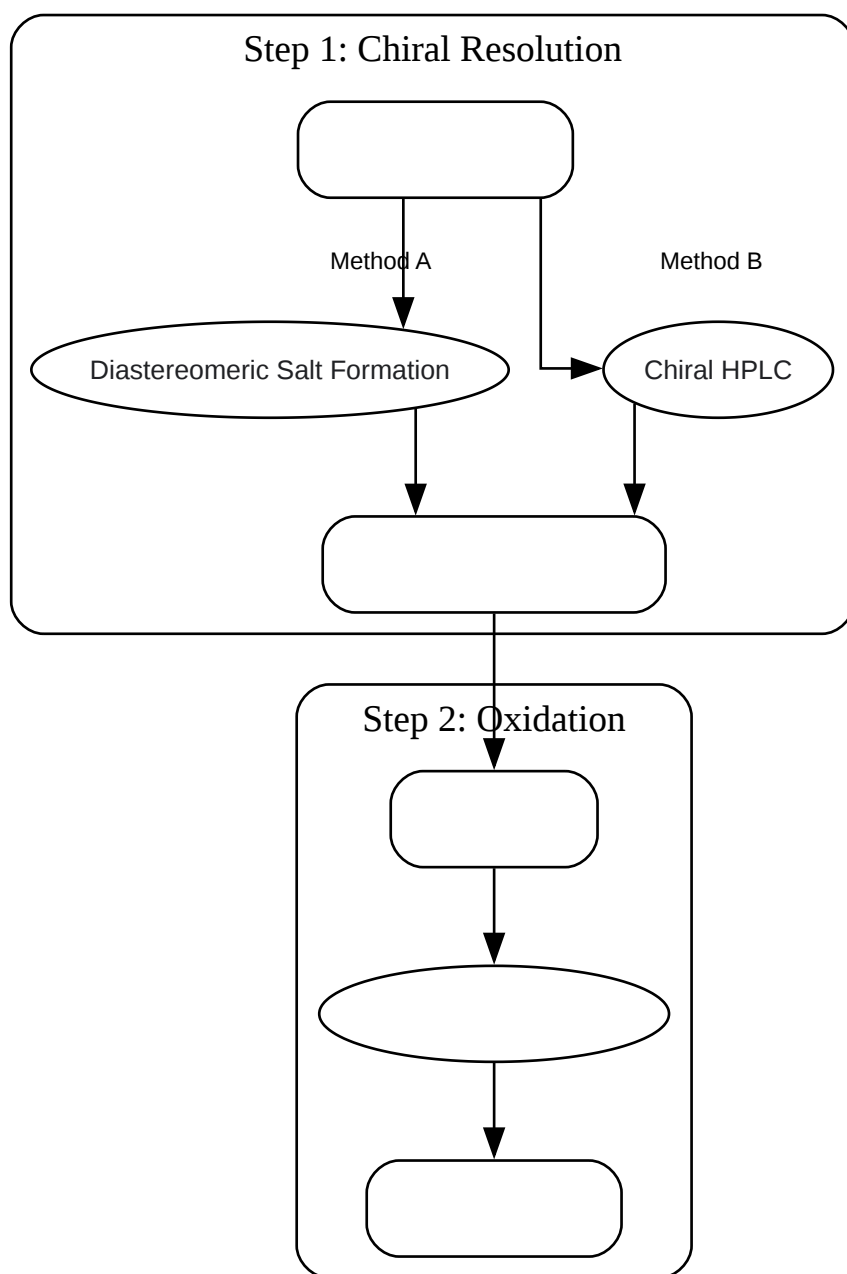 Step 1: Chiral Resolution
Method A
Method B
Diastereomeric Salt Formation
Chiral HPLC
Step 2: Oxidation